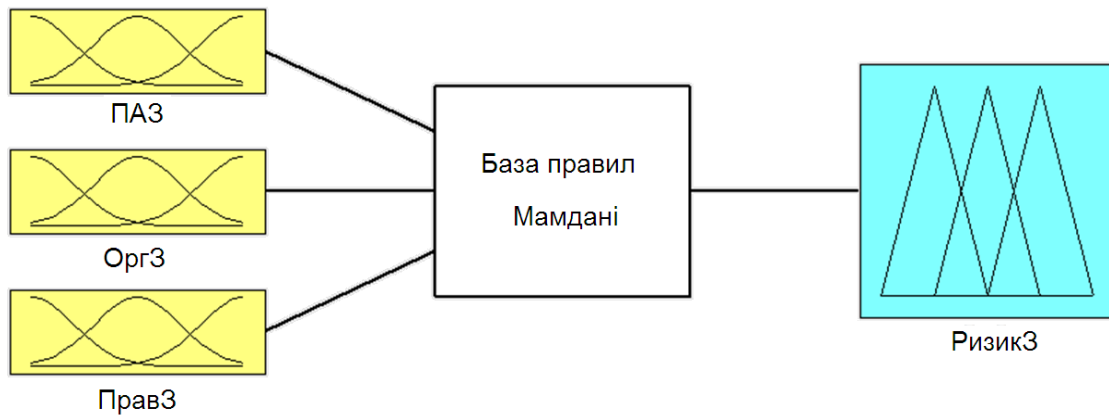 ПАЗ
ОргЗ
ПравЗ
База правил
Мамдані
РизикЗ